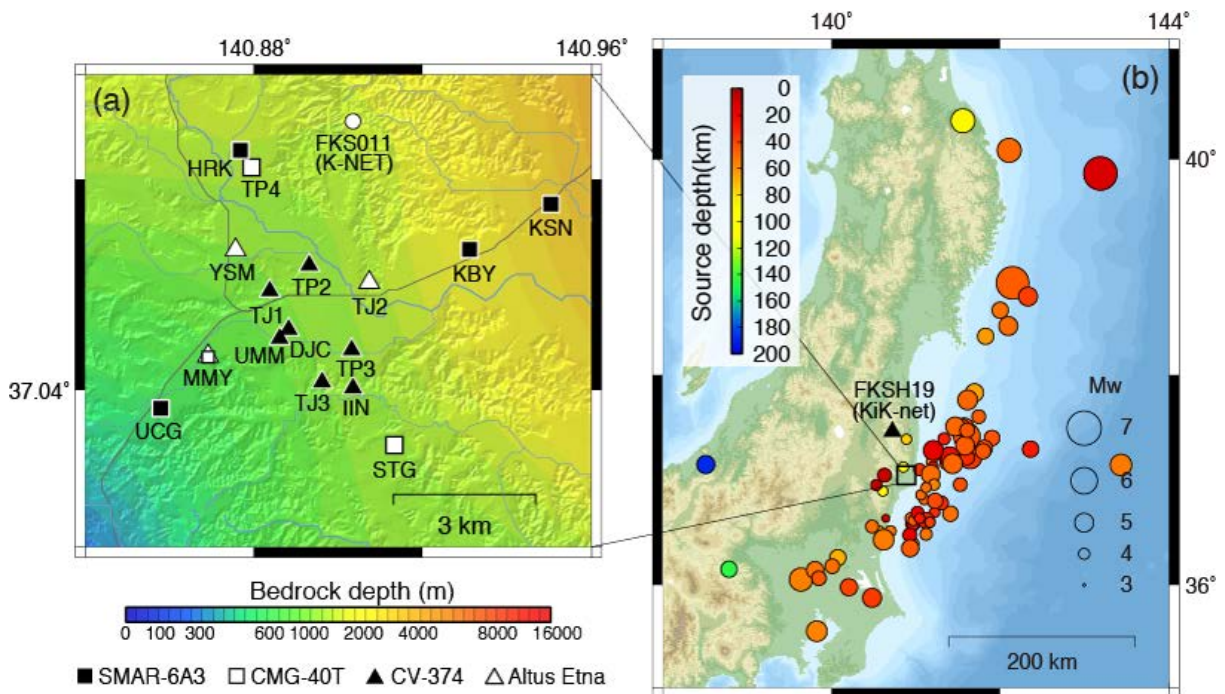 140.88°
140.96°
(a)
FKS011
(K-NET)
HRK
TP4
KSN
YSM
TP2
KBY
TJ1
TJ2
UMM
DJC
MMY
TP3
37.04°
TJ3
IIN
UCG
STG
3 km
Bedrock depth (m)
0 100 300 600 1000 2000 4000 8000 16000
SMAR-6A3 CMG-40T CV-374 Altus Etna
140°
144°
(b)
Source depth(km)
0
20
40
60
80
100
120
140
160
180
200
40°
FKSH19
(KiK-net)
Mw
7
6
5
4
3
36°
200 km